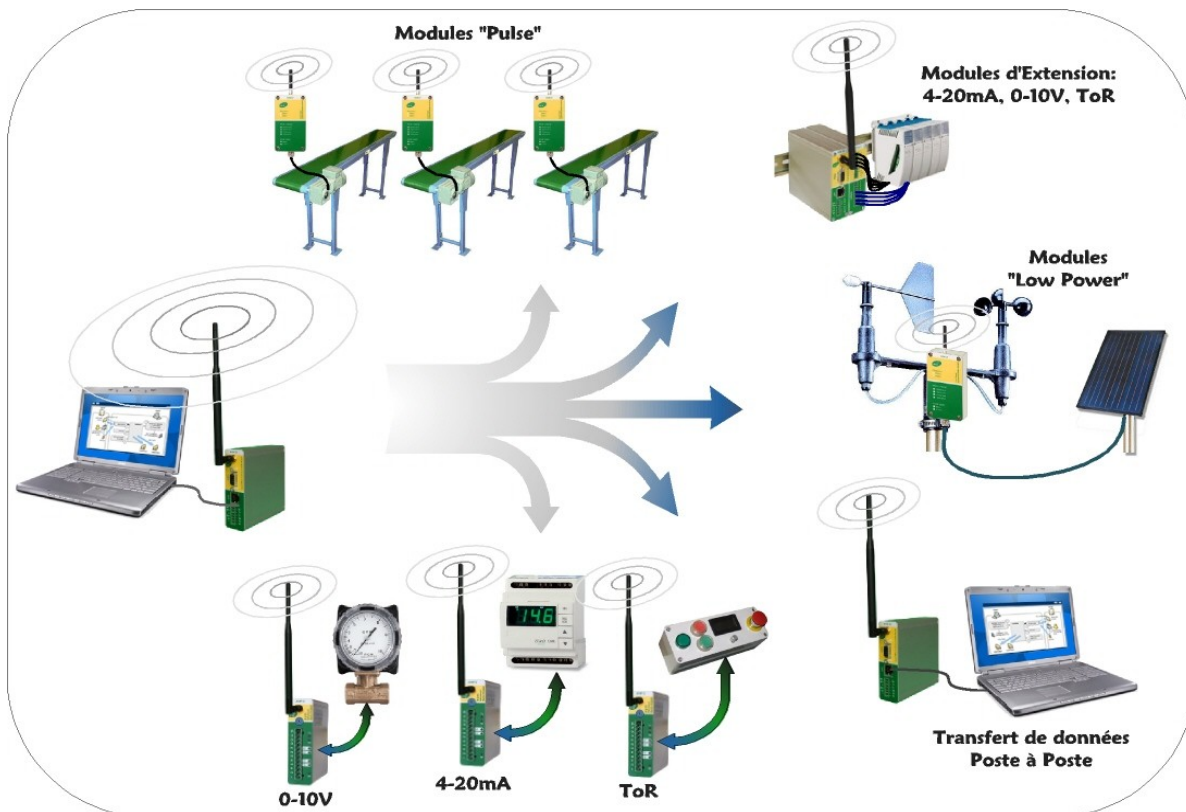 Modules "Pulse"
Modules d'Extension:
4-20mA, 0-10V, ToR
Modules
"Low Power"
14.6
0-10V
4-20mA
ToR
Transfert de données
Poste à Poste